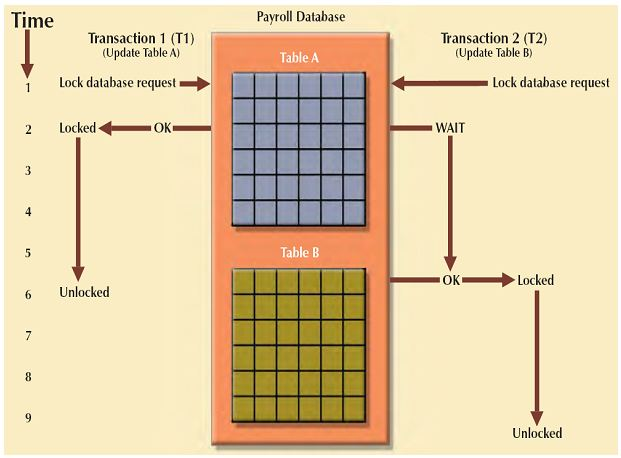 Time
Payroll Database
Transaction 1 (T1)
(Update Table A)
Transaction 2 (T2)
(Update Table B)
Table A
1
Lock database request
Lock database request
2
Locked
OK
WAIT
3
4
5
Table B
OK
Locked
6
Unlocked
7
8
9
Unlocked